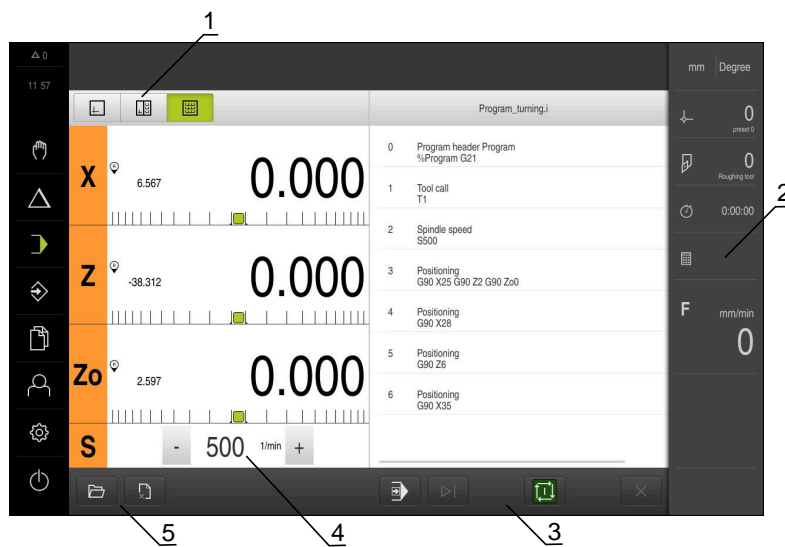 1
0
11 57
mm Degree
Program_turning.i
0
preset 0
X R 6.567 0.000
0 Program header Program
%Program G21
0
Roughing tool
1 Tool call
T1
0:00:00
2
2 Spindle speed
S500
Z R -38.312 0.000
3 Positioning
G90 X25 G90 Z2 G90 Zo0
4 Positioning
G90 X28
F mm/min
0
5 Positioning
G90 Z6
Zo R 2.597 0.000
6 Positioning
G90 X35
S - 500 1/min +
5
4
3